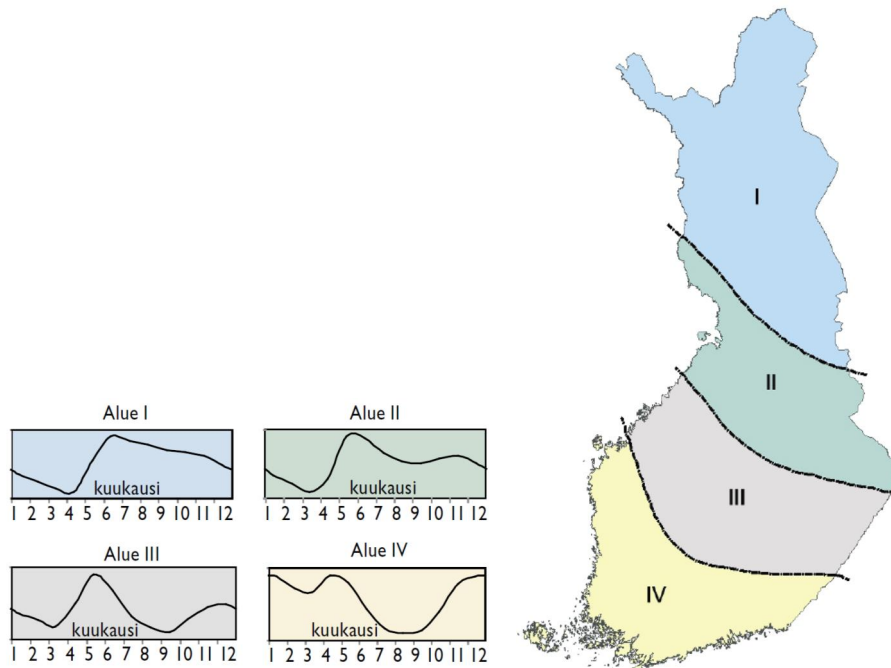 I
II
III
IV
Alue I
kuukausi
1 2 3 4 5 6 7 8 9 10 11 12
Alue II
kuukausi
1 2 3 4 5 6 7 8 9 10 11 12
Alue III
kuukausi
1 2 3 4 5 6 7 8 9 10 11 12
Alue IV
kuukausi
1 2 3 4 5 6 7 8 9 10 11 12